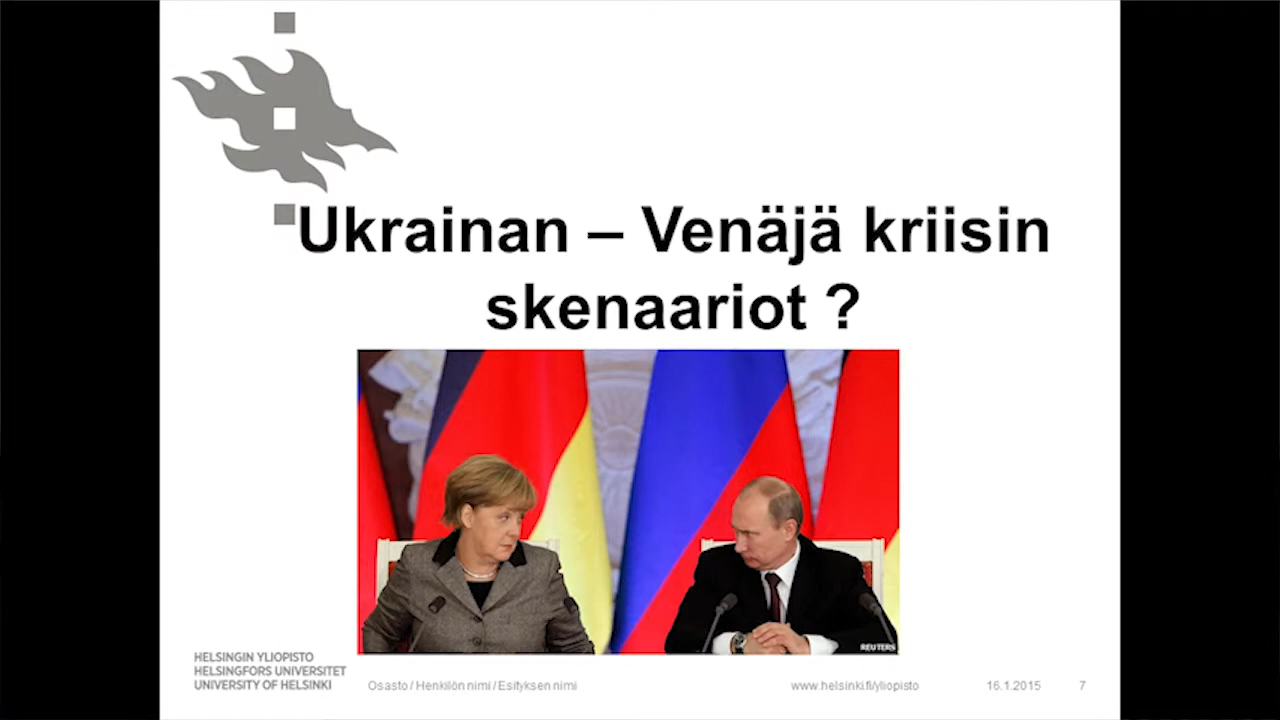 Ukrainan – Venäjä kriisin
skenaariot ?
REUTERS
HELSINGIN YLIOPISTO
HELSINGFORS UNIVERSITET
UNIVERSITY OF HELSINKI
Osasto / Henkilön nimi / Esityksen nimi
www.helsinki.fi/yliopisto
16.1.2015
7